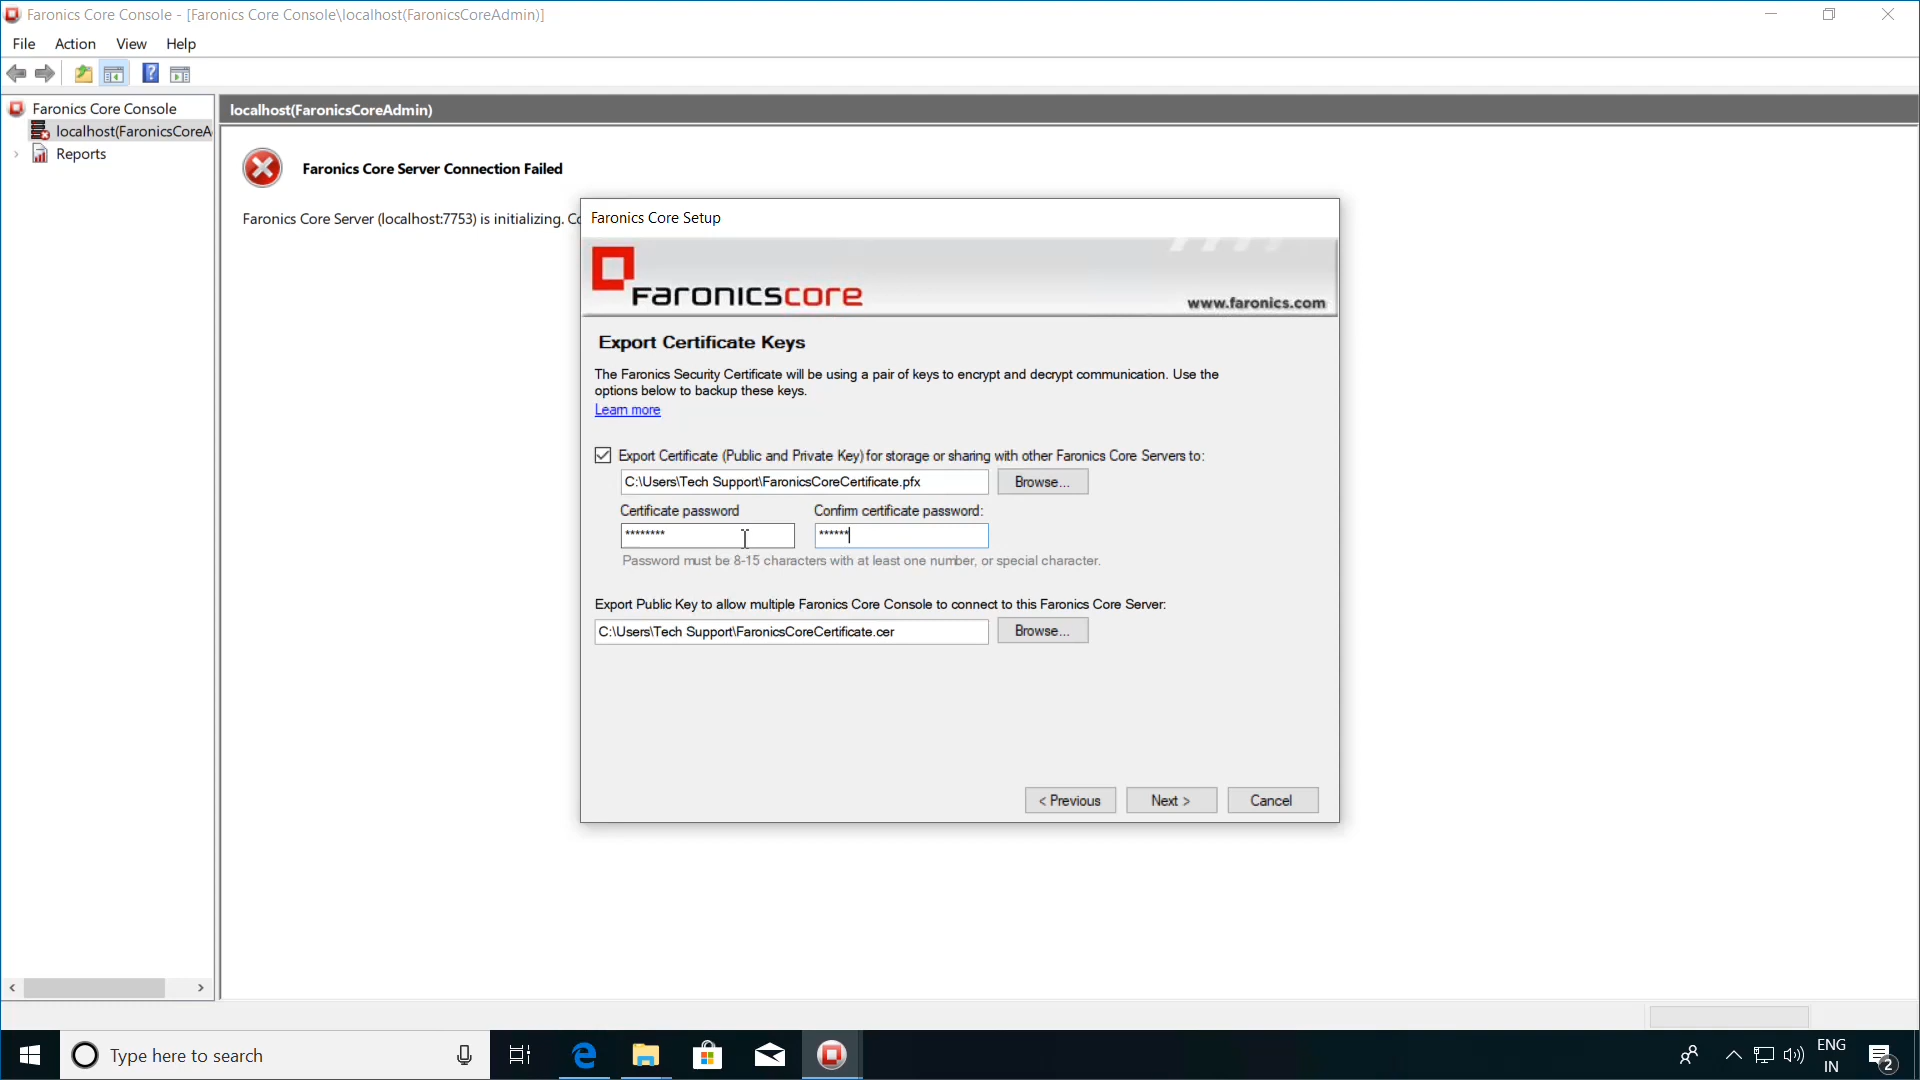 Faronics Core Console - [Faronics Core Console\localhost(FaronicsCoreAdmin)]
File Action View Help
Faronics Core Console
localhost(FaronicsCoreA
Reports
localhost(FaronicsCoreAdmin)
Faronics Core Server Connection Failed
Faronics Core Server (localhost:7753) is initializing. Co
Faronics Core Setup
Faronicscore
www.faronics.com
Export Certificate Keys
The Faronics Security Certificate will be using a pair of keys to encrypt and decrypt communication. Use the
options below to backup these keys.
Learn more
Export Certificate (Public and Private Key) for storage or sharing with other Faronics Core Servers to:
C:\Users\Tech Support\FaronicsCoreCertificate.pfx Browse...
Certificate password Confirm certificate password:
******** ******
Password must be 8-15 characters with at least one number, or special character.
Export Public Key to allow multiple Faronics Core Console to connect to this Faronics Core Server:
C:\Users\Tech Support\FaronicsCoreCertificate.cer Browse...
< Previous Next > Cancel
Type here to search
ENG
IN
2